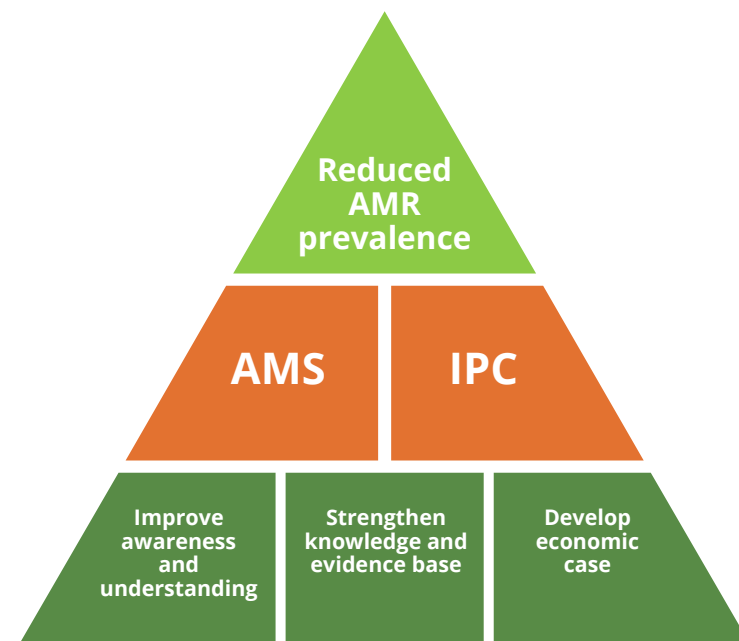 Reduced
AMR
prevalence
AMS
IPC
Improve
awareness
and
understanding
Strengthen
knowledge and
evidence base
Develop
economic
case